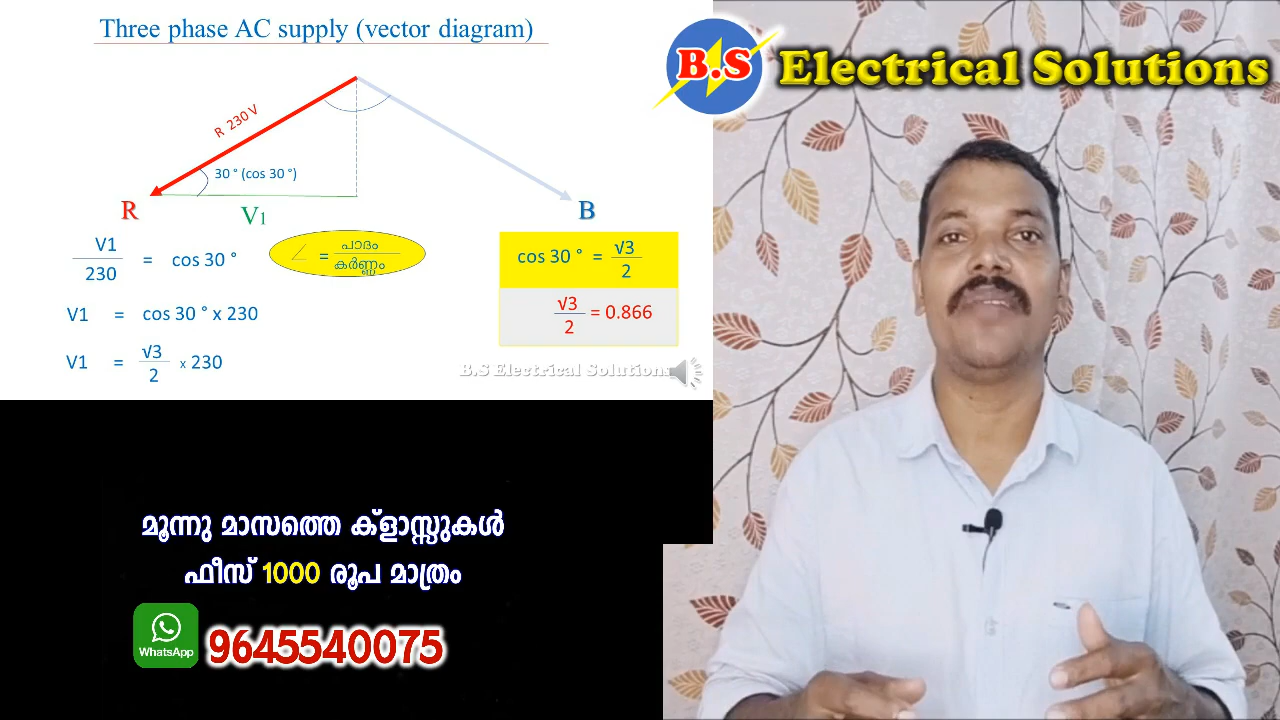 Three phase AC supply (vector diagram)
B.S Electrical Solutions
R 230 V
30 ° (cos 30 °)
R
V1
B
V1
230
= cos 30 °
∠ = പാദം
കർണ്ണം
cos 30 ° = √3
2
V1 = cos 30 ° x 230
√3
2
= 0.866
V1 = √3
2
x 230
B.S Electrical Solutions
മൂന്നു മാസത്തെ ക്ളാസ്സുകൾ
ഫീസ് 1000 രൂപ മാത്രം
WhatsApp
9645540075
B.S